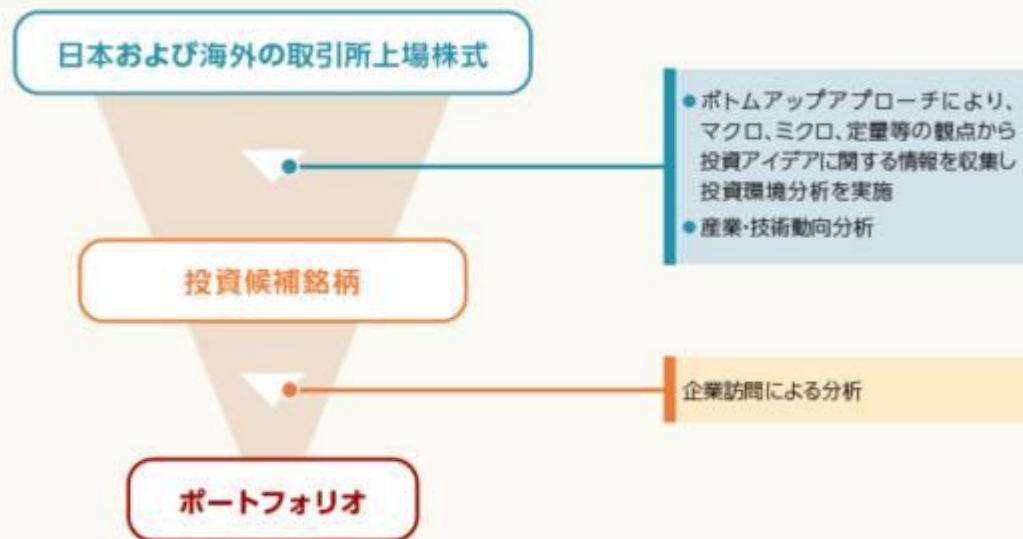 日本および海外の取引所上場株式
●ボトムアップアプローチにより、
マクロ、ミクロ、定量等の観点から
投資アイデアに関する情報を収集し
投資環境分析を実施
●産業・技術動向分析
投資候補銘柄
企業訪問による分析
ポートフォリオ